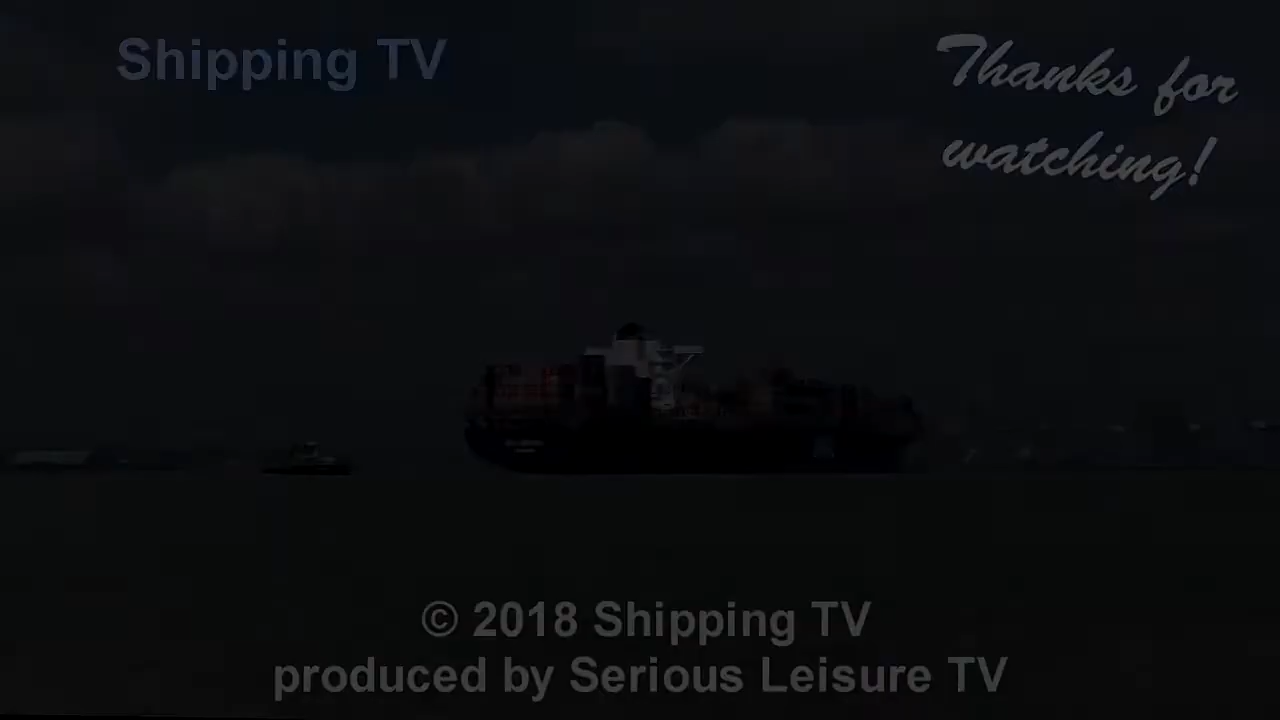 Shipping TV
Thanks for
watching!
© 2018 Shipping TV
produced by Serious Leisure TV